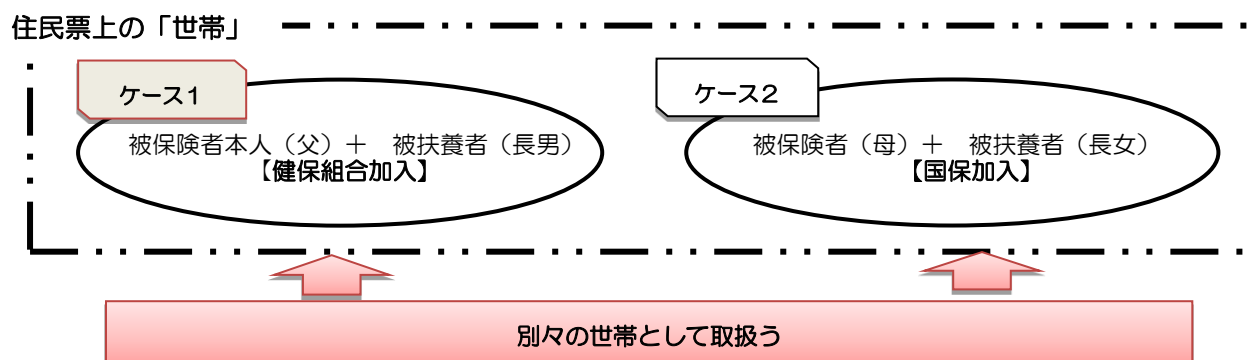 住民票上の「世帯」
ケース1
被保険者本人（父）＋　被扶養者（長男）
【健保組合加入】
ケース2
被保険者（母）＋　被扶養者（長女）
【国保加入】
別々の世帯として取扱う